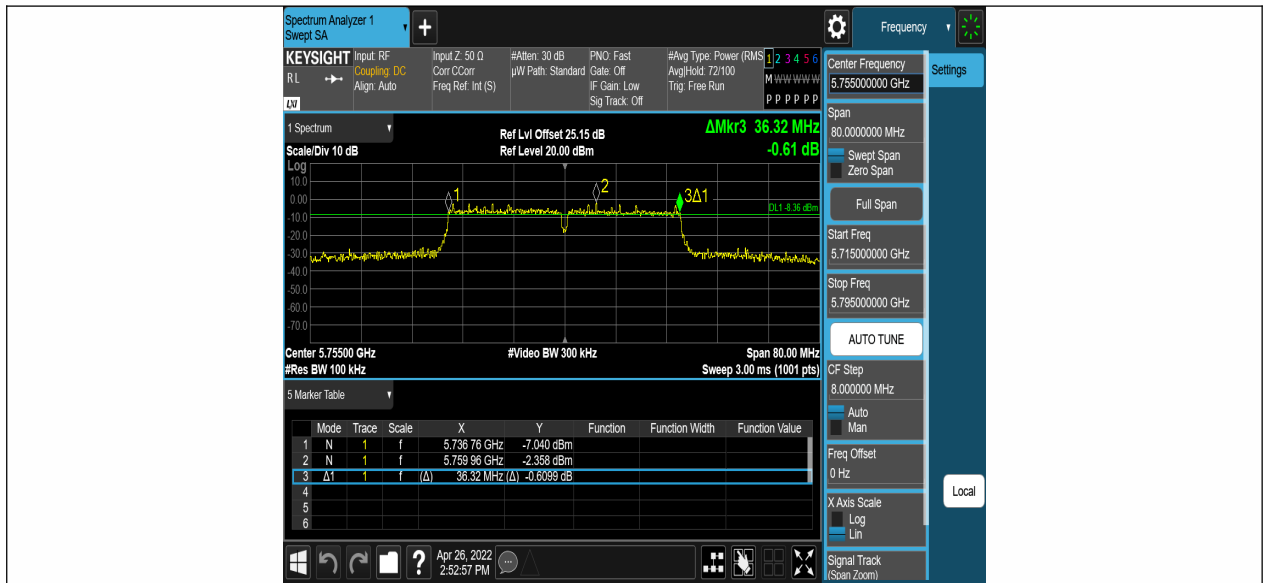 Spectrum Analyzer 1
Swept SA
+
Frequency
KEYSIGHT
RL
LXI
Input: RF
Coupling: DC
Align: Auto
Input Z: 50 Ω
Corr CCorr
Freq Ref: Int (S)
#Atten: 30 dB
µW Path: Standard
PNO: Fast
Gate: Off
IF Gain: Low
Sig Track: Off
#Avg Type: Power (RMS
Avg|Hold: 72/100
Trig: Free Run
1 2 3 4 5 6
M W W W W W
P P P P P P
1 Spectrum
Scale/Div 10 dB
Ref Lvl Offset 25.15 dB
Ref Level 20.00 dBm
ΔMkr3 36.32 MHz
-0.61 dB
Log
10.0
0.00
-10.0
-20.0
-30.0
-40.0
-50.0
-60.0
-70.0
1
2
3Δ1
DL1 -8.36 dBm
Center 5.75500 GHz
#Video BW 300 kHz
Span 80.00 MHz
#Res BW 100 kHz
Sweep 3.00 ms (1001 pts)
5 Marker Table
Mode Trace Scale X Y Function Function Width Function Value
1 N 1 f 5.736 76 GHz -7.040 dBm
2 N 1 f 5.759 96 GHz -2.358 dBm
3 Δ1 1 f (Δ) 36.32 MHz (Δ) -0.6099 dB
4
5
6
Apr 26, 2022
2:52:57 PM
Center Frequency
5.755000000 GHz
Settings
Span
80.0000000 MHz
Swept Span
Zero Span
Full Span
Start Freq
5.715000000 GHz
Stop Freq
5.795000000 GHz
AUTO TUNE
CF Step
8.000000 MHz
Auto
Man
Freq Offset
0 Hz
Local
X Axis Scale
Log
Lin
Signal Track
(Span Zoom)